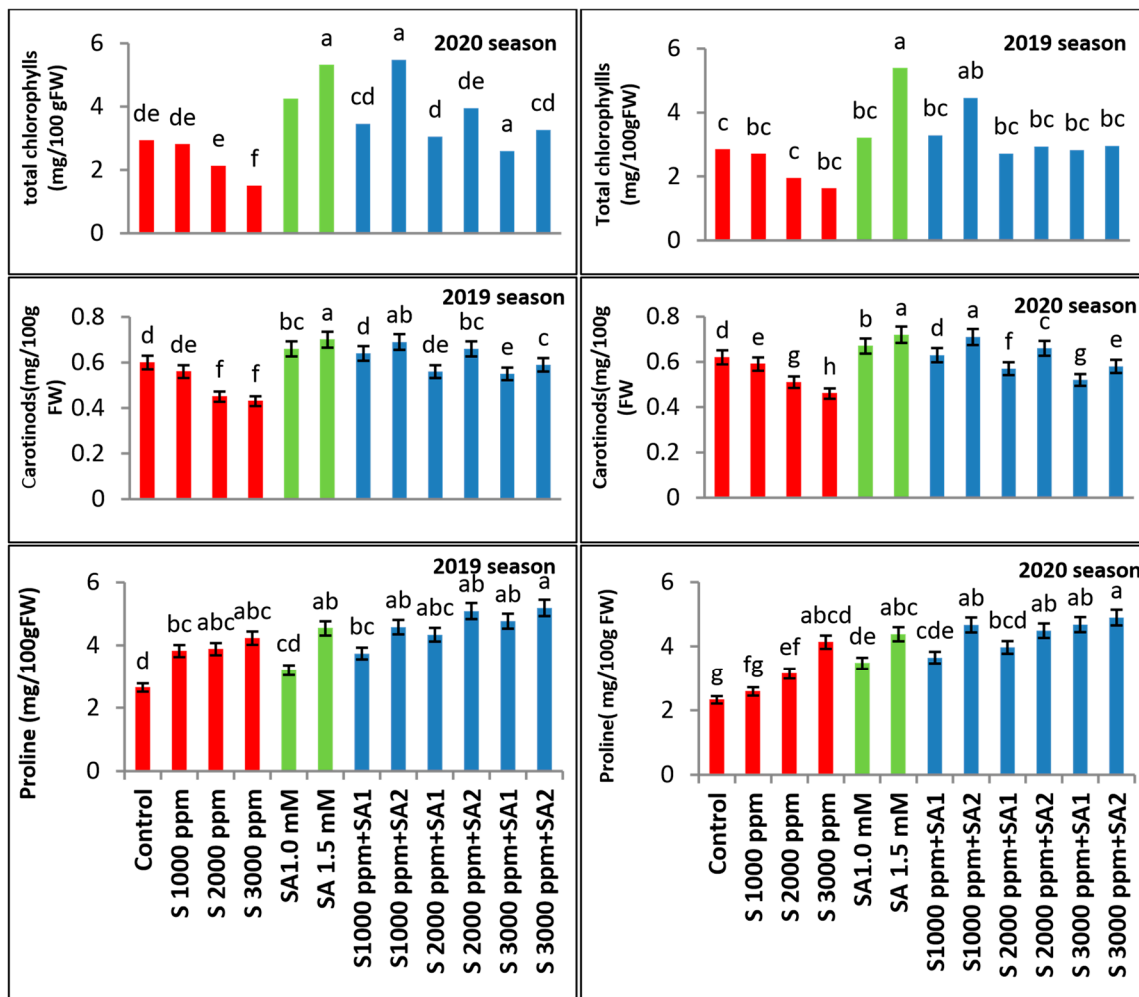 2020 season
total chlorophylls
(mg/100 gFW)
6
4
2
0
de de e f a cd a d de a cd
2019 season
Total chlorophyllls
(mg/100gFW)
6
4
2
0
c bc c bc bc a bc ab bc bc bc bc
2019 season
Carotinods(mg/100g
FW)
0.8
0.6
0.4
0.2
0
d de f f bc a d ab de bc e c
2020 season
Carotinods(mg/100g
(FW
0.8
0.6
0.4
0.2
0
d e g h b a d a f c g e
2019 season
Proline (mg/100gFW)
6
4
2
0
d bc abc abc cd ab bc ab abc ab ab a
Control
S 1000 ppm
S 2000 ppm
S 3000 ppm
SA1.0 mM
SA 1.5 mM
S1000 ppm+SA1
S1000 ppm+SA2
S 2000 ppm+SA1
S 2000 ppm+SA2
S 3000 ppm+SA1
S 3000 ppm+SA2
2020 season
Proline( mg/100g FW)
6
4
2
0
g fg ef abcd de abc cde ab bcd ab ab a
Control
S 1000 ppm
S 2000 ppm
S 3000 ppm
SA1.0 mM
SA 1.5 mM
S1000 ppm+SA1
S1000 ppm+SA2
S 2000 ppm+SA1
S 2000 ppm+SA2
S 3000 ppm+SA1
S 3000 ppm+SA2